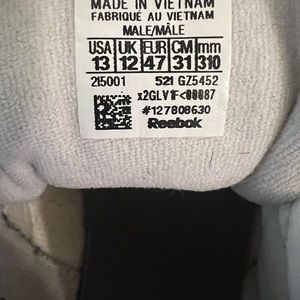 MADE IN VIETNAM
FABRIQUÉ AU VIETNAM
MALE/MÂLE
USA UK EUR CM mm
13 12 47 31 310
215001 521 GZ5452
x2GLV1F<00087
#127808630
Reebok